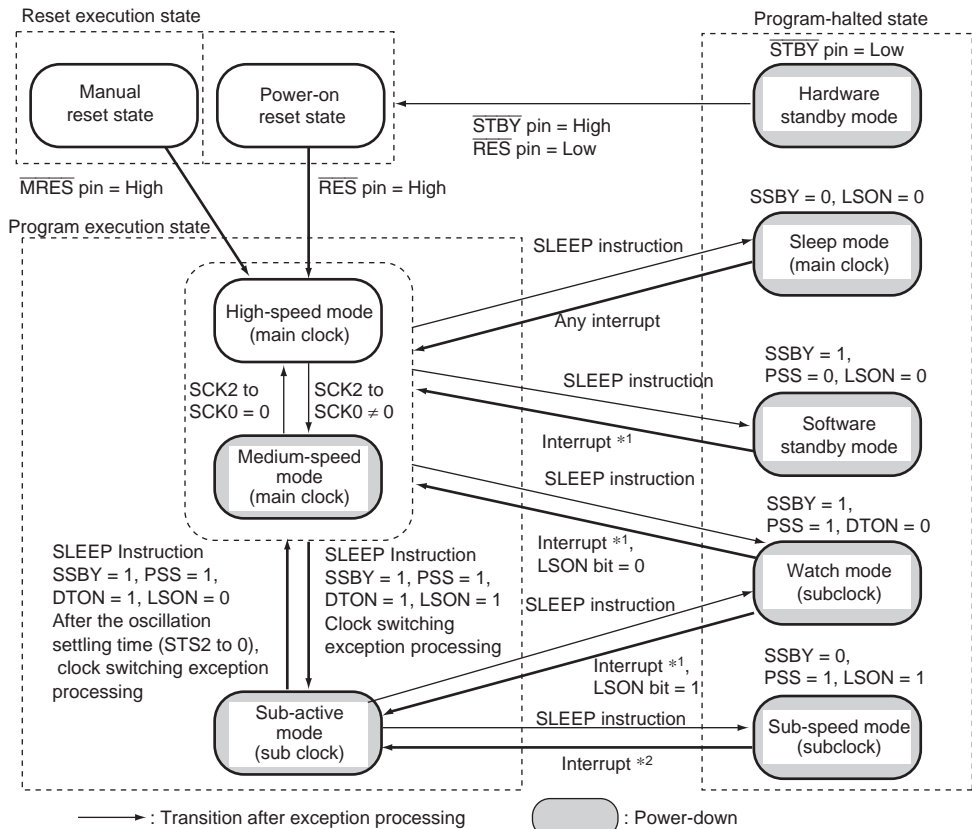 Reset execution state
Program-halted state
STBY pin = Low
Manual
reset state
Power-on
reset state
Hardware
standby mode
STBY pin = High
RES pin = Low
MRES pin = High
RES pin = High
Program execution state
SSBY = 0, LSON = 0
SLEEP instruction
Sleep mode
(main clock)
High-speed mode
(main clock)
Any interrupt
SSBY = 1,
PSS = 0, LSON = 0
SCK2 to
SCK0 = 0
SCK2 to
SCK0 ≠ 0
SLEEP instruction
Software
standby mode
Interrupt *1
Medium-speed
mode
(main clock)
SLEEP instruction
SSBY = 1,
PSS = 1, DTON = 0
Interrupt *1,
LSON bit = 0
Watch mode
(subclock)
SLEEP Instruction
SSBY = 1, PSS = 1,
DTON = 1, LSON = 0
After the oscillation
settling time (STS2 to 0),
clock switching exception
processing
SLEEP Instruction
SSBY = 1, PSS = 1,
DTON = 1, LSON = 1
Clock switching
exception processing
SLEEP instruction
Interrupt *1,
LSON bit = 1
SSBY = 0,
PSS = 1, LSON = 1
Sub-active
mode
(sub clock)
SLEEP instruction
Sub-speed mode
(subclock)
Interrupt *2
: Transition after exception processing
: Power-down